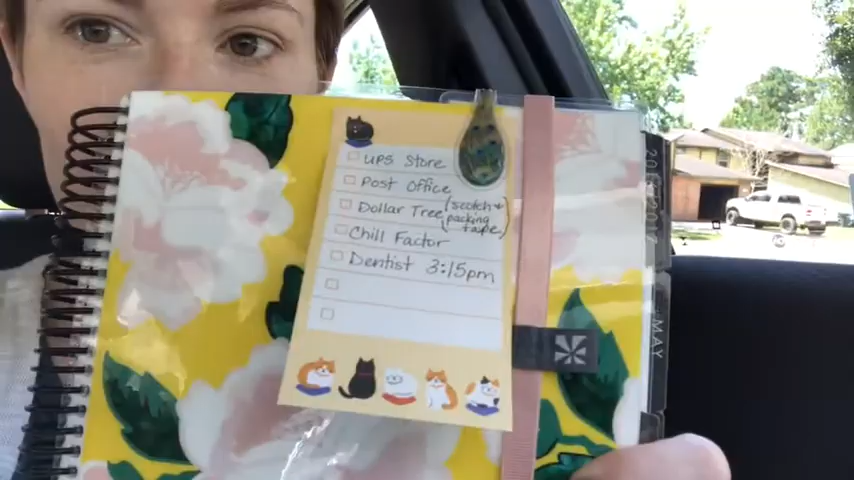 UPS Store
Post Office
Dollar Tree (scotch +
packing
tape)
Chill Factor
Dentist 3:15pm
MAY